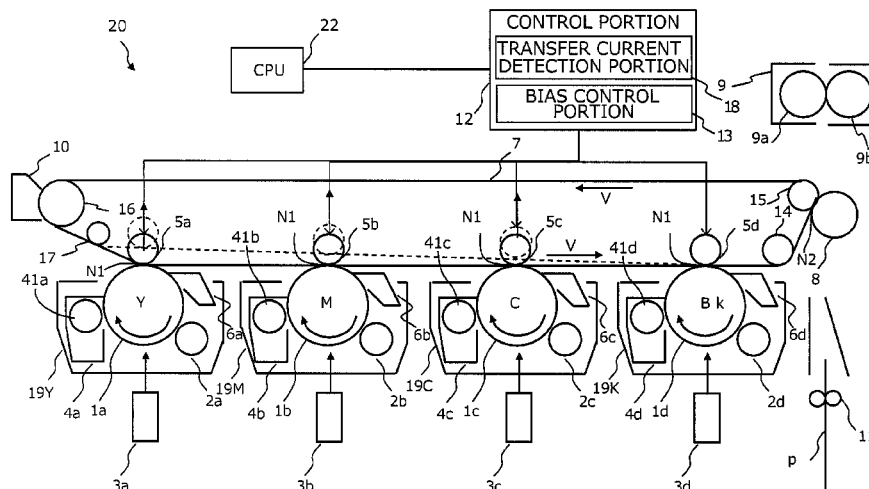 CONTROL PORTION
20
22
TRANSFER CURRENT
DETECTION PORTION
CPU
9
18
BIAS CONTROL
PORTION
12
13
9a
9b
10
7
V
15
16
5a
N1
5b
N1
5c
N1
5d
14
17
41a
N1
41b
41c
V
41d
N2
8
Y
M
C
Bk
6a
6b
6c
6d
19Y
4a
1a
2a
19M
4b
1b
2b
19C
4c
1c
2c
19K
4d
1d
2d
3a
3b
3c
3d
p